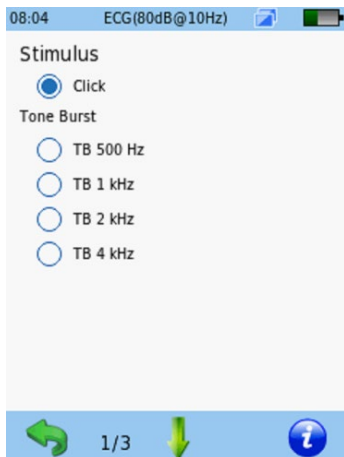 08:04 ECG(80dB@10Hz)
Stimulus
Click
Tone Burst
TB 500 Hz
TB 1 kHz
TB 2 kHz
TB 4 kHz
1/3
i